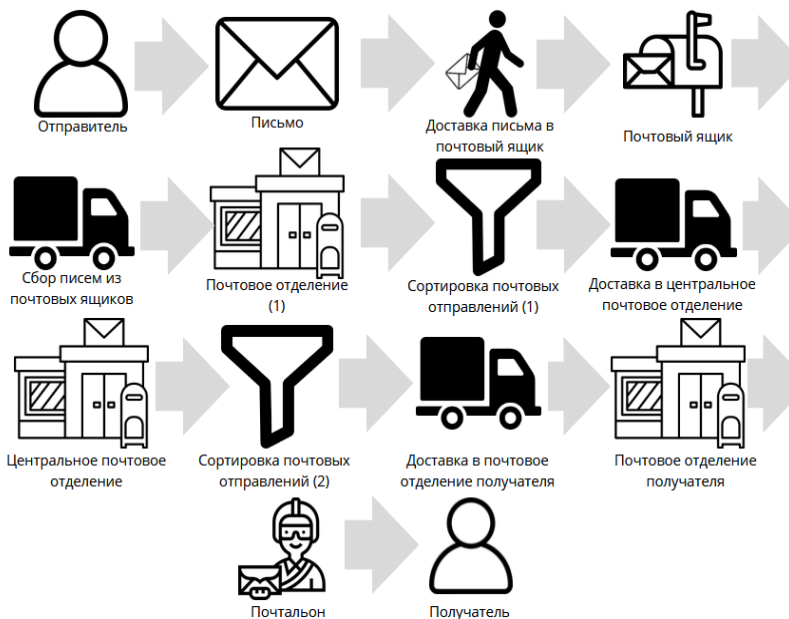 Отправитель
Письмо
Доставка письма в
почтовый ящик
Почтовый ящик
Сбор писем из
почтовых ящиков
Почтовое отделение
(1)
Сортировка почтовых
отправлений (1)
Доставка в центральное
почтовое отделение
Центральное почтовое
отделение
Сортировка почтовых
отправлений (2)
Доставка в почтовое
отделение получателя
Почтовое отделение
получателя
Почтальон
Получатель